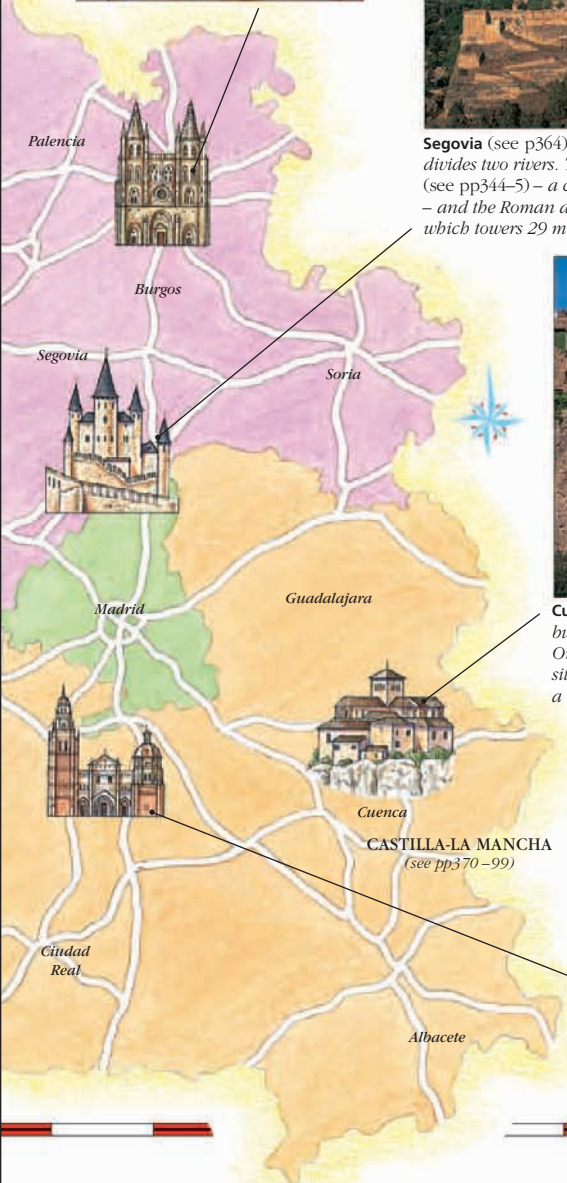 Palencia
Segovia (see p364)
divides two rivers.
(see pp344–5) – a
– and the Roman
which towers 29 m
Burgos
Segovia
Soria
Madrid
Guadalajara
Cuenca
CASTILLA-LA MANCHA
(see pp370–99)
Ciudad
Real
Albacete